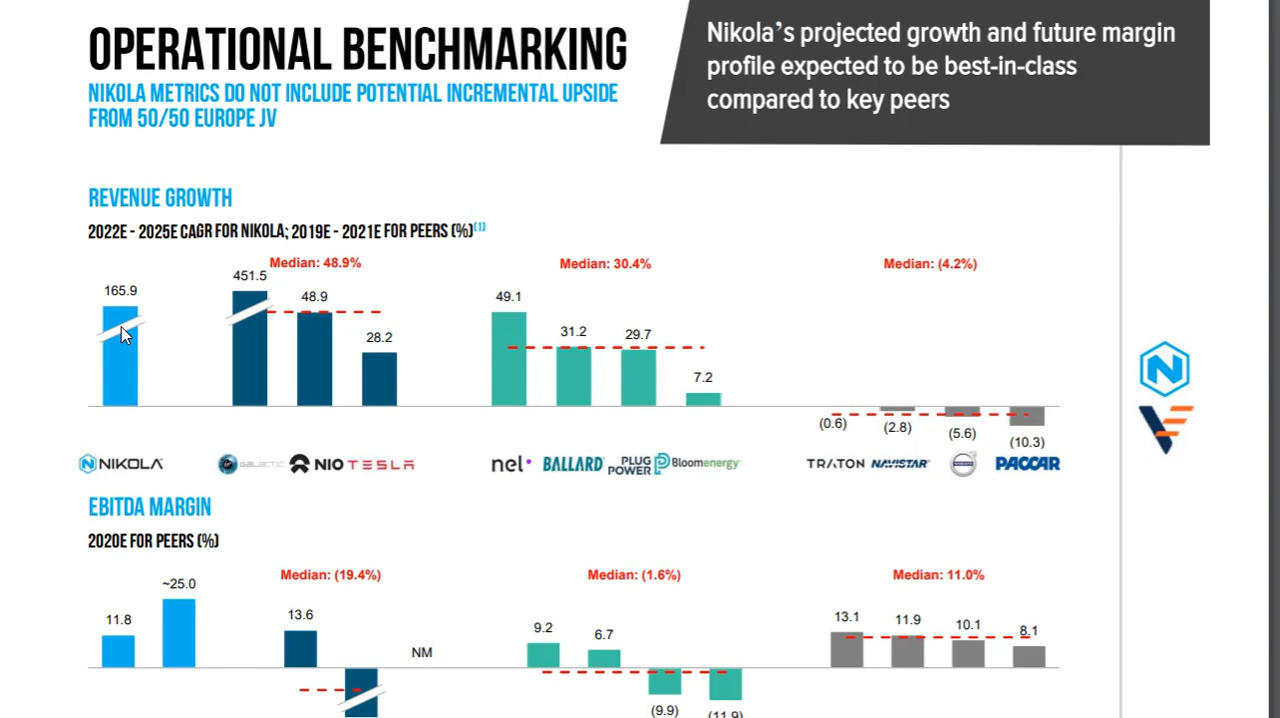 OPERATIONAL BENCHMARKING
NIKOLA METRICS DO NOT INCLUDE POTENTIAL INCREMENTAL UPSIDE
FROM 50/50 EUROPE JV
Nikola's projected growth and future margin
profile expected to be best-in-class
compared to key peers
REVENUE GROWTH
2022E - 2025E CAGR FOR NIKOLA; 2019E - 2021E FOR PEERS (%)(1)
Median: 48.9%
Median: 30.4%
Median: (4.2%)
165.9
451.5
48.9
28.2
49.1
31.2
29.7
7.2
(0.6)
(2.8)
(5.6)
(10.3)
NIKOLA
GALACTIC
NIO
TESLA
nel
BALLARD
PLUG
POWER
Bloomenergy
TRATON
NAVISTAR
VOLVO
PACCAR
EBITDA MARGIN
2020E FOR PEERS (%)
Median: (19.4%)
Median: (1.6%)
Median: 11.0%
11.8
~25.0
13.6
NM
9.2
6.7
(9.9)
(11.9)
13.1
11.9
10.1
8.1